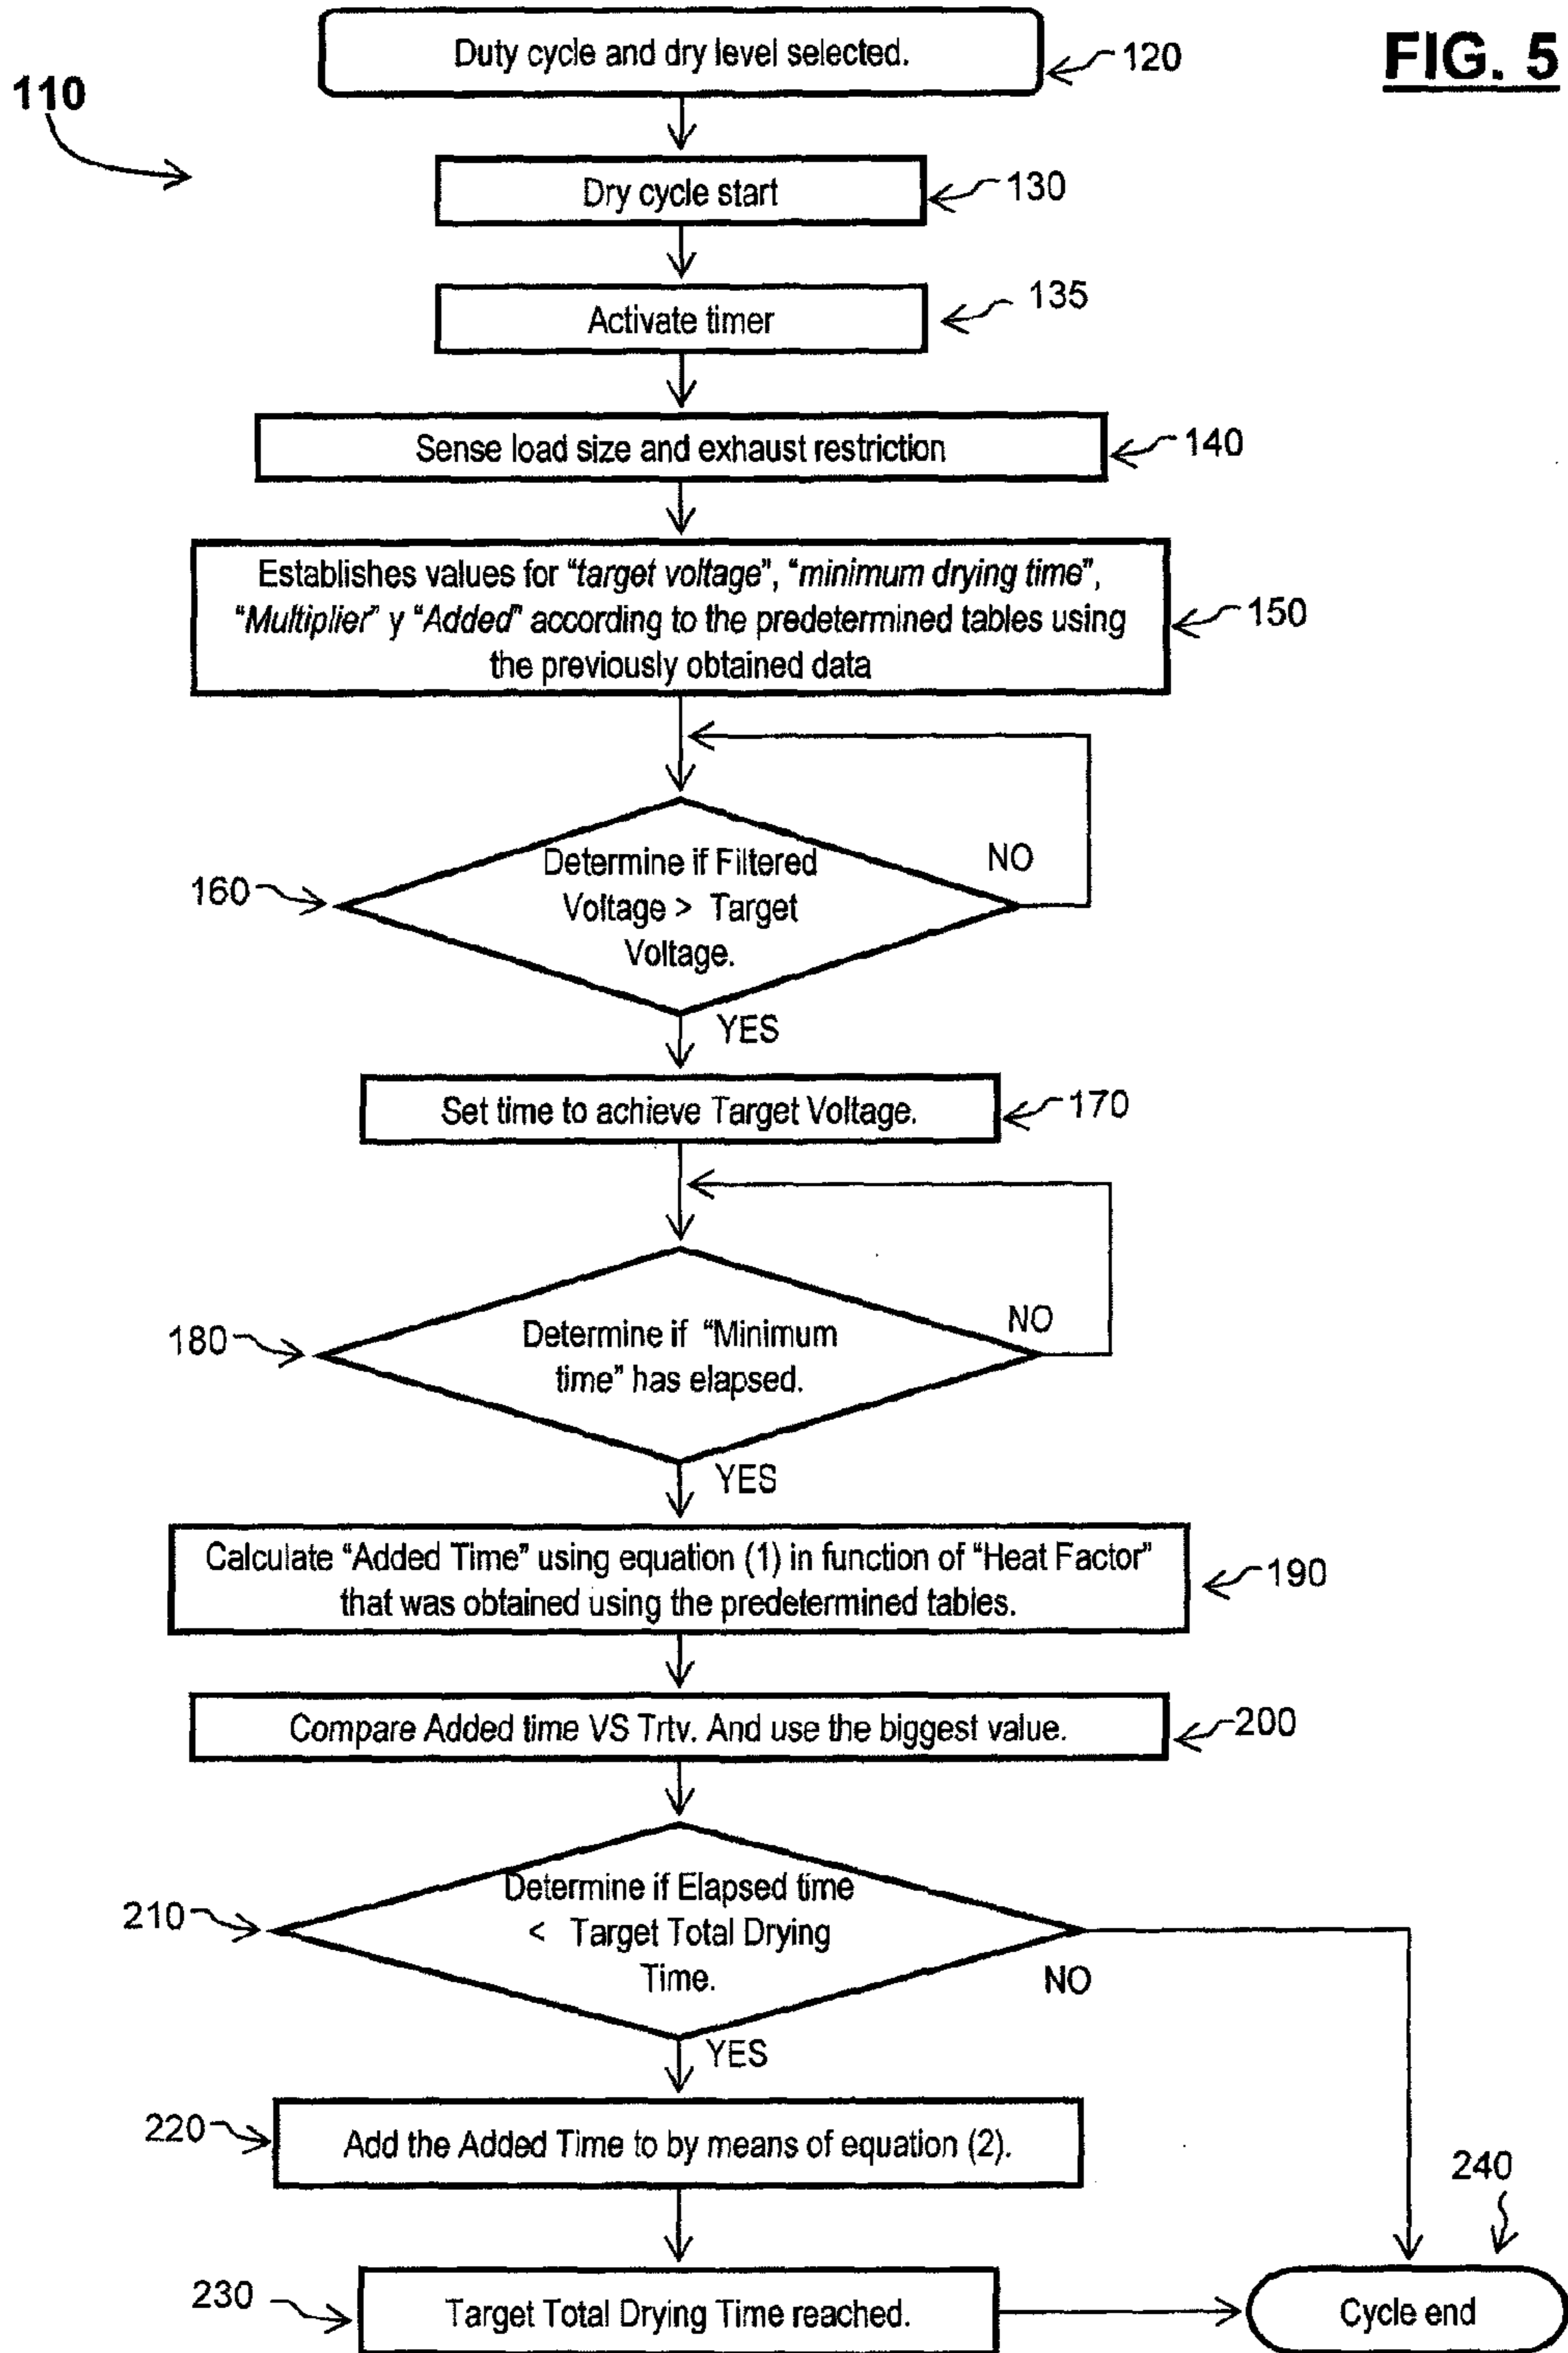 FIG. 5
110
Duty cycle and dry level selected.
120
Dry cycle start
130
Activate timer
135
Sense load size and exhaust restriction
140
Establishes values for “target voltage”, “minimum drying time”,
“Multiplier” y “Added” according to the predetermined tables using
the previously obtained data
150
Determine if Filtered
Voltage > Target
Voltage.
160
NO
YES
Set time to achieve Target Voltage.
170
Determine if “Minimum
time” has elapsed.
180
NO
YES
Calculate “Added Time” using equation (1) in function of “Heat Factor”
that was obtained using the predetermined tables.
190
Compare Added time VS Trtv. And use the biggest value.
200
Determine if Elapsed time
< Target Total Drying
Time.
210
NO
YES
Add the Added Time to by means of equation (2).
220
Target Total Drying Time reached.
230
Cycle end
240